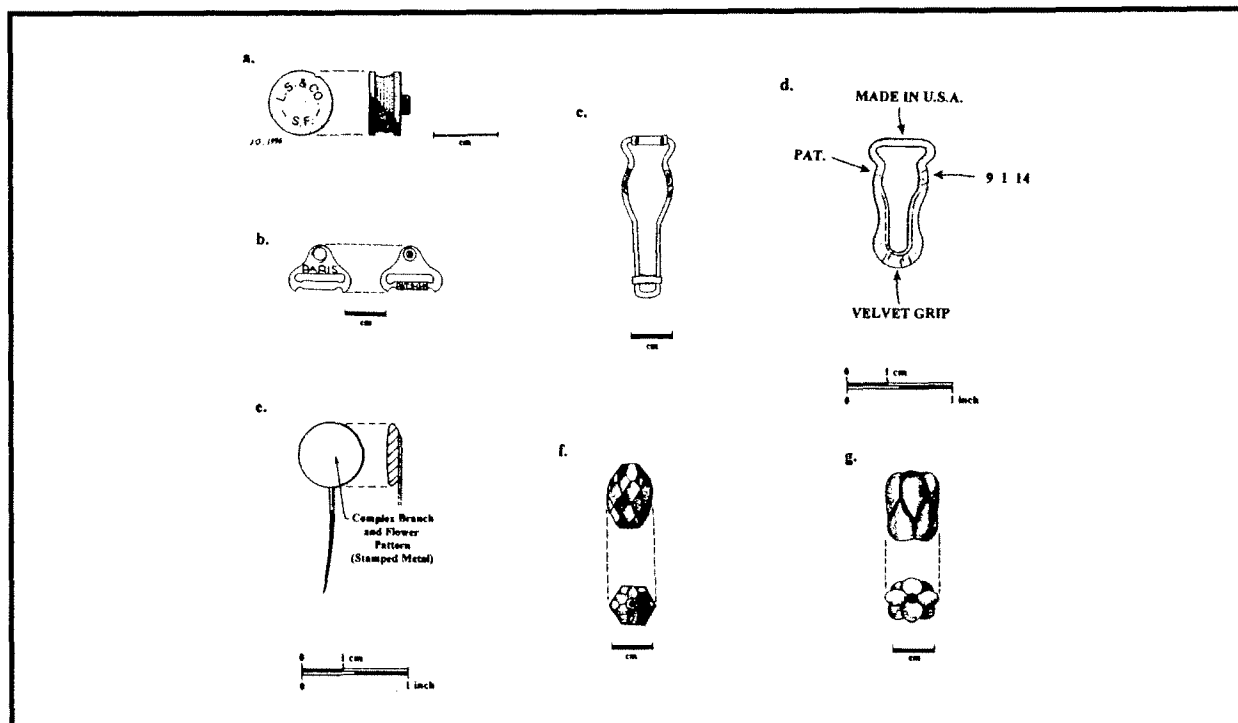 a.
L.S. & CO
S.F.
J.O. 1996
cm
b.
PARIS
cm
c.
cm
d.
MADE IN U.S.A.
PAT.
9 1 14
VELVET GRIP
0 1 cm
0 1 inch
e.
Complex Branch
and Flower
Pattern
(Stamped Metal)
0 1 cm
0 1 inch
f.
cm
g.
cm